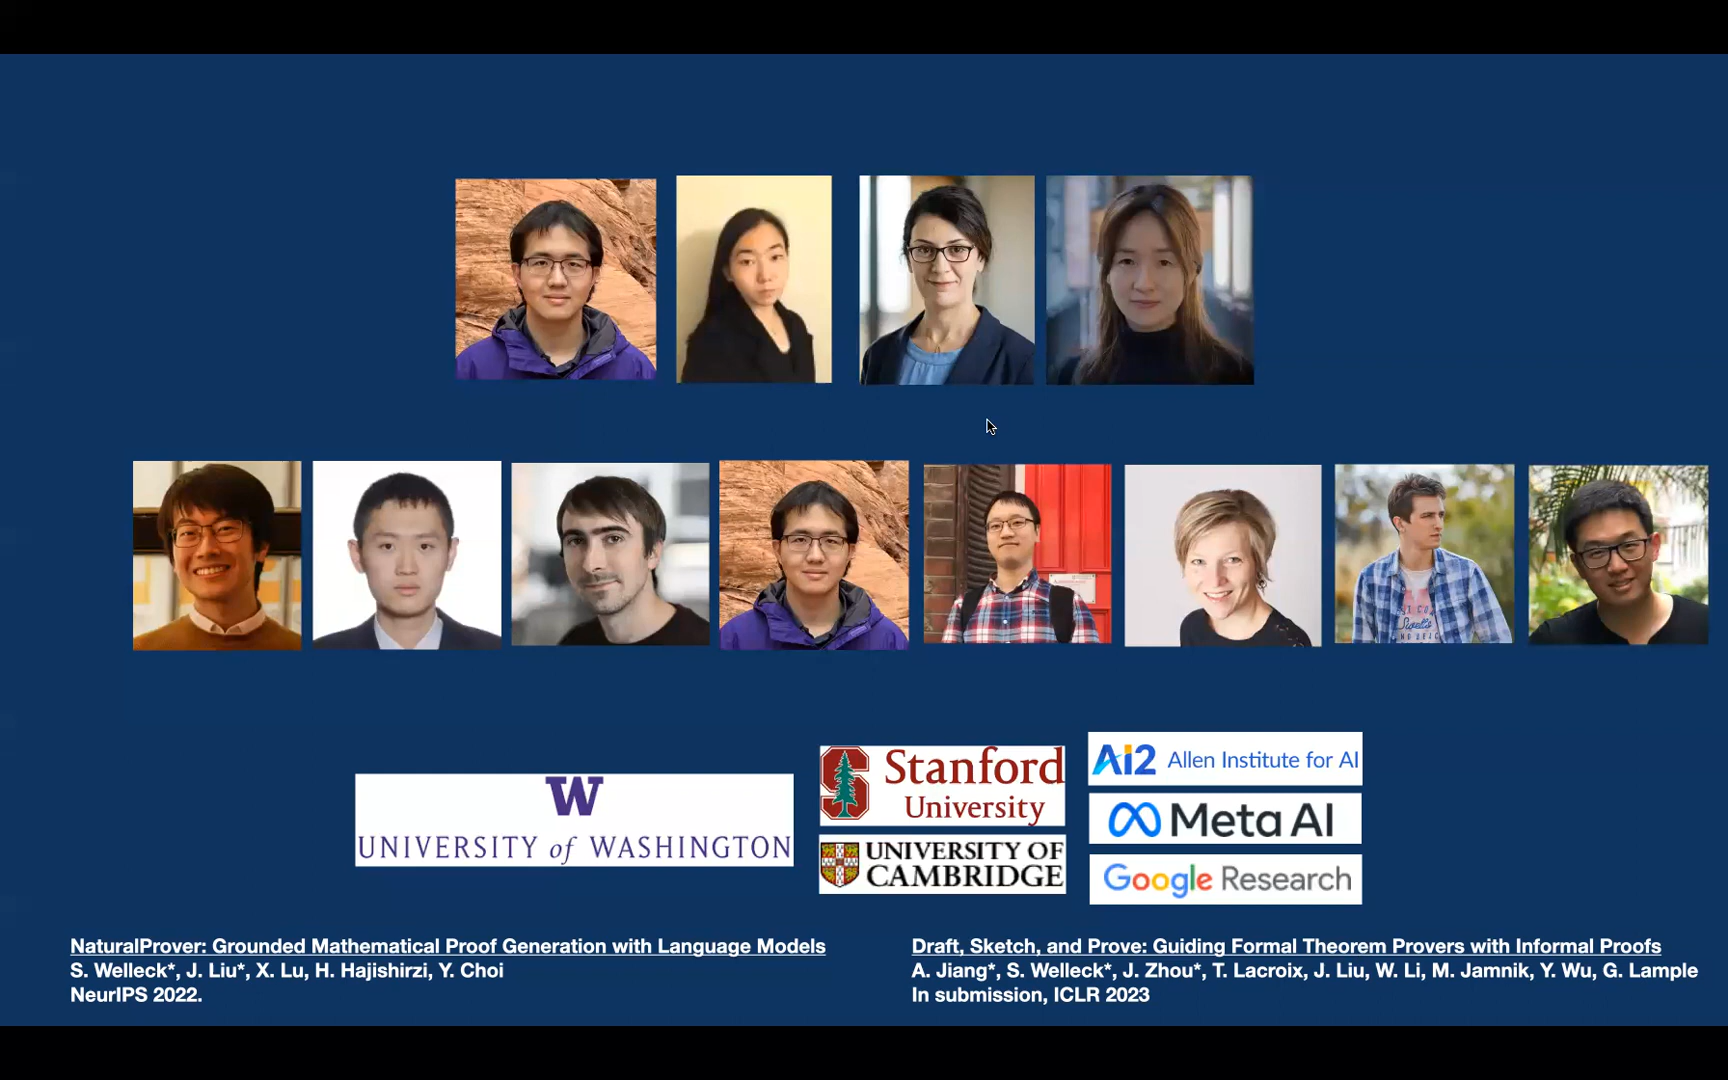 W
UNIVERSITY of WASHINGTON
Stanford
University
UNIVERSITY OF
CAMBRIDGE
AI2 Allen Institute for AI
Meta AI
Google Research
NaturalProver: Grounded Mathematical Proof Generation with Language Models
S. Welleck*, J. Liu*, X. Lu, H. Hajishirzi, Y. Choi
NeurIPS 2022.
Draft, Sketch, and Prove: Guiding Formal Theorem Provers with Informal Proofs
A. Jiang*, S. Welleck*, J. Zhou*, T. Lacroix, J. Liu, W. Li, M. Jamnik, Y. Wu, G. Lample
In submission, ICLR 2023